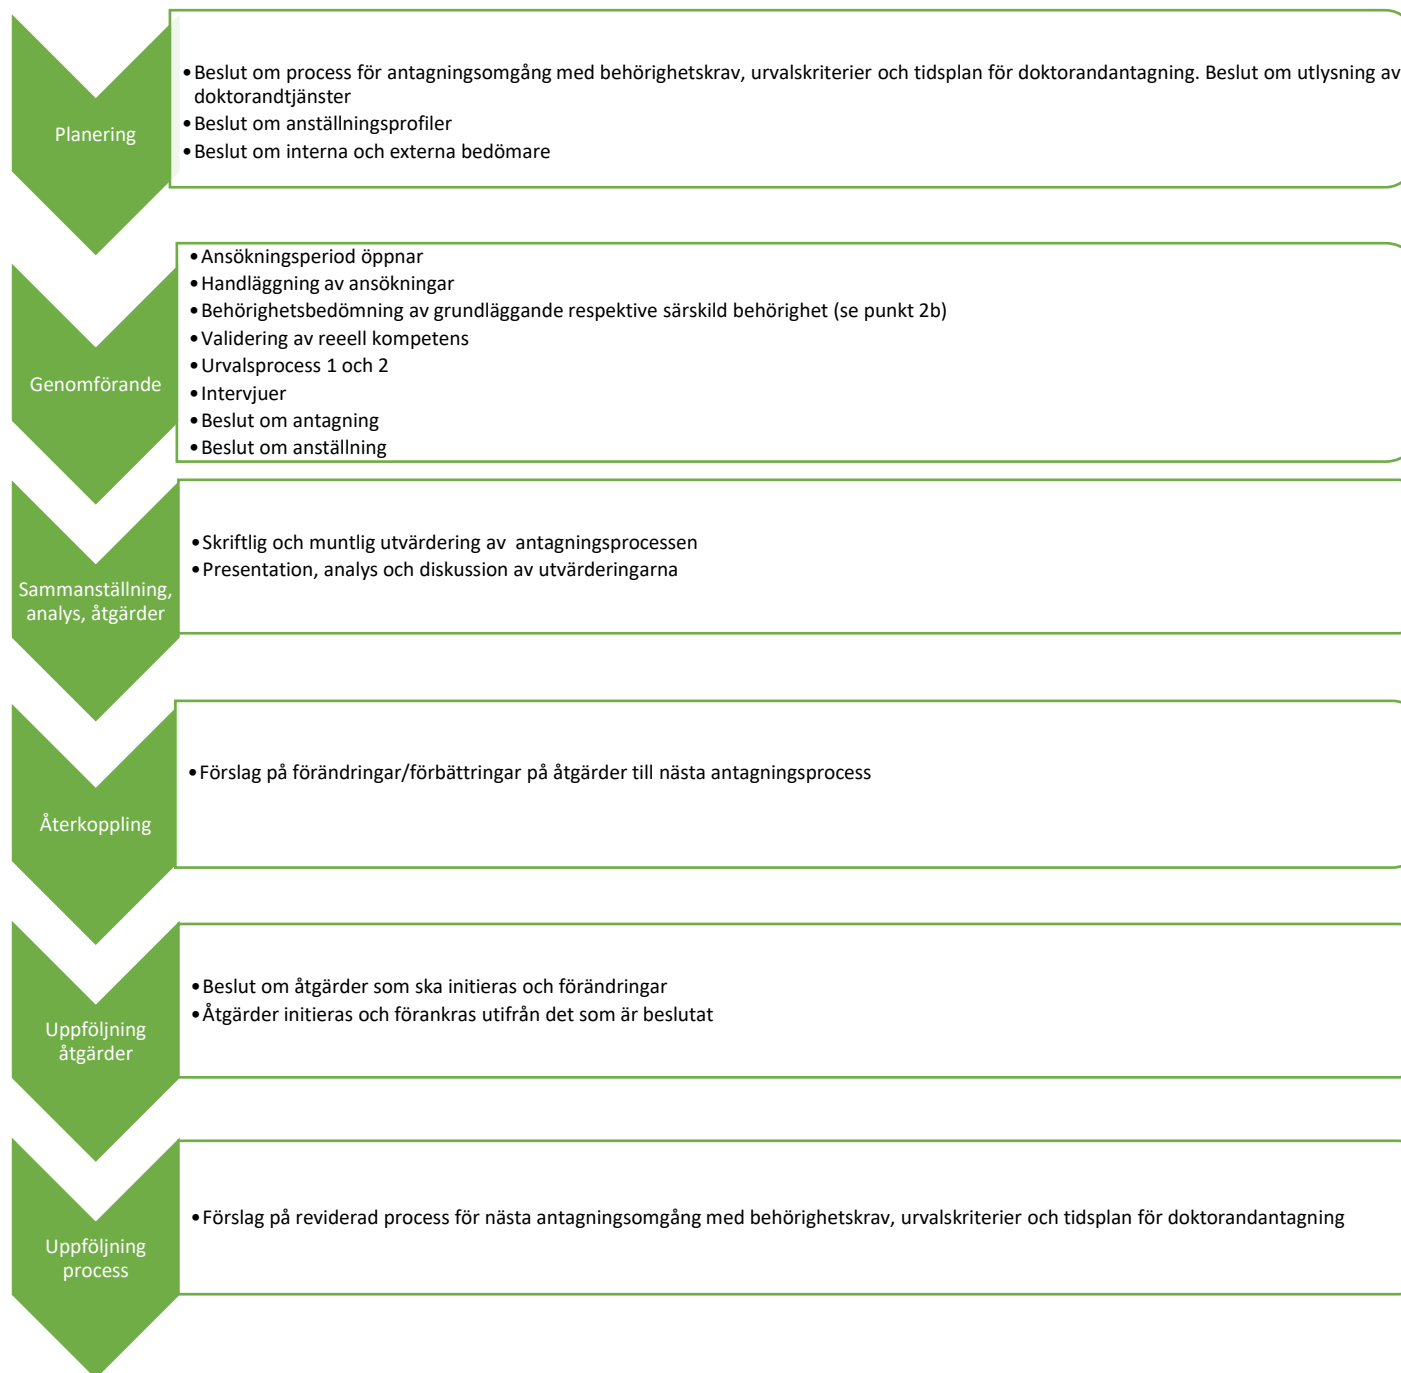 Planering
•Beslut om process för antagningsomgång med behörighetskrav, urvalskriterier och tidsplan för doktorandantagning. Beslut om utlysning av
doktorandtjänster
•Beslut om anställningsprofiler
•Beslut om interna och externa bedömare
Genomförande
•Ansökningsperiod öppnar
•Handläggning av ansökningar
•Behörighetsbedömning av grundläggande respektive särskild behörighet (se punkt 2b)
•Validering av reeell kompetens
•Urvalsprocess 1 och 2
•Intervjuer
•Beslut om antagning
•Beslut om anställning
Sammanställning,
analys, åtgärder
•Skriftlig och muntlig utvärdering av  antagningsprocessen
•Presentation, analys och diskussion av utvärderingarna
Återkoppling
•Förslag på förändringar/förbättringar på åtgärder till nästa antagningsprocess
Uppföljning
åtgärder
•Beslut om åtgärder som ska initieras och förändringar
•Åtgärder initieras och förankras utifrån det som är beslutat
Uppföljning
process
•Förslag på reviderad process för nästa antagningsomgång med behörighetskrav, urvalskriterier och tidsplan för doktorandantagning